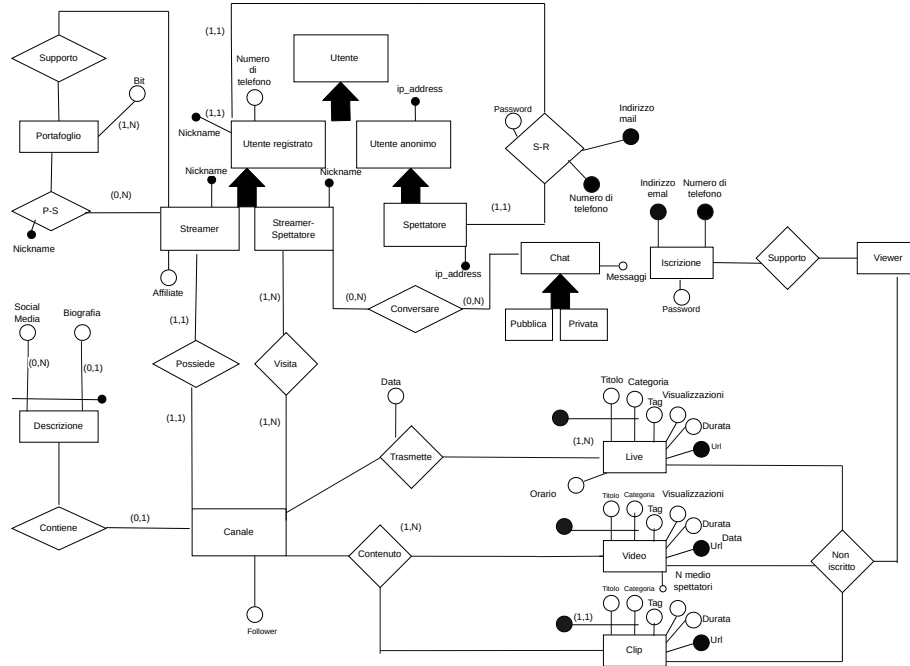 (1,1)
Supporto
Utente
Numero
di
telefono
Bit
ip_address
Indirizzo
mail
Password
(1,1)
Nickname
(1,N)
Portafoglio
Utente registrato
Utente anonimo
S-R
Nickname
Nickname
Indirizzo
emal
Numero di
telefono
(0,N)
Numero di
telefono
P-S
(1,1)
Streamer
Streamer-
Spettatore
Spettatore
Nickname
Chat
Iscrizione
Supporto
Viewer
ip_address
Messaggi
Affiliate
(1,N)
(0,N)
(0,N)
Conversare
Password
Social
Media
Biografia
(1,1)
Pubblica
Privata
(0,N)
(0,1)
Possiede
Visita
Data
Titolo
Categoria
Visualizzazioni
Tag
(1,1)
(1,N)
Durata
Descrizione
(1,N)
Url
Trasmette
Live
Orario
Titolo
Categoria
Visualizzazioni
Tag
Durata
Contiene
(0,1)
Canale
(1,N)
Contenuto
Video
Url
Data
Non
iscritto
N medio
spettatori
Titolo
Categoria
Tag
(1,1)
Durata
Follower
Url
Clip